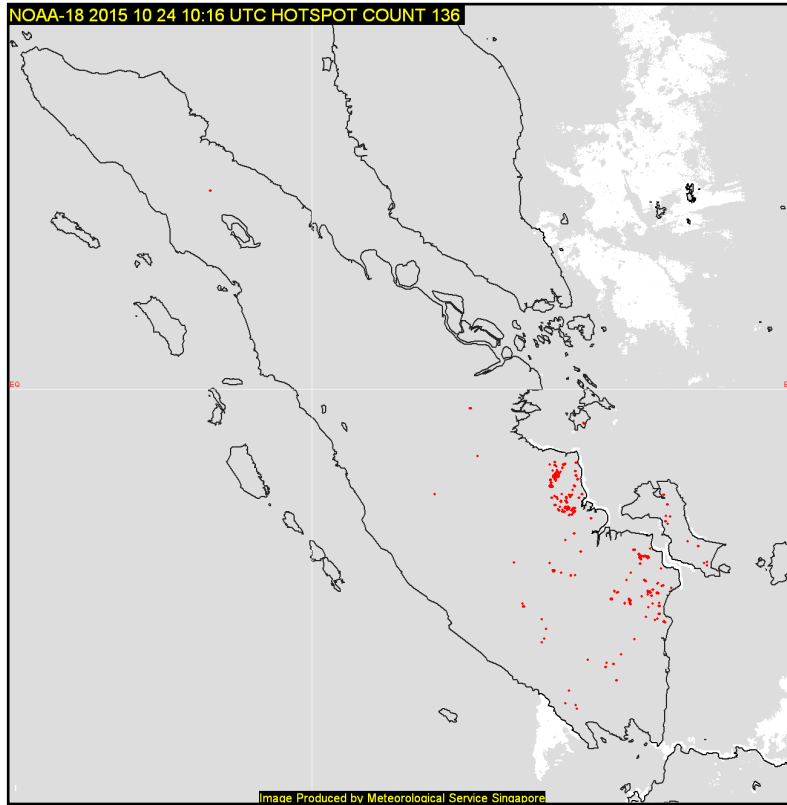 NOAA-18 2015 10 24 10:16 UTC HOTSPOT COUNT 136
EQ
E
Image Produced by Meteorological Service Singapore